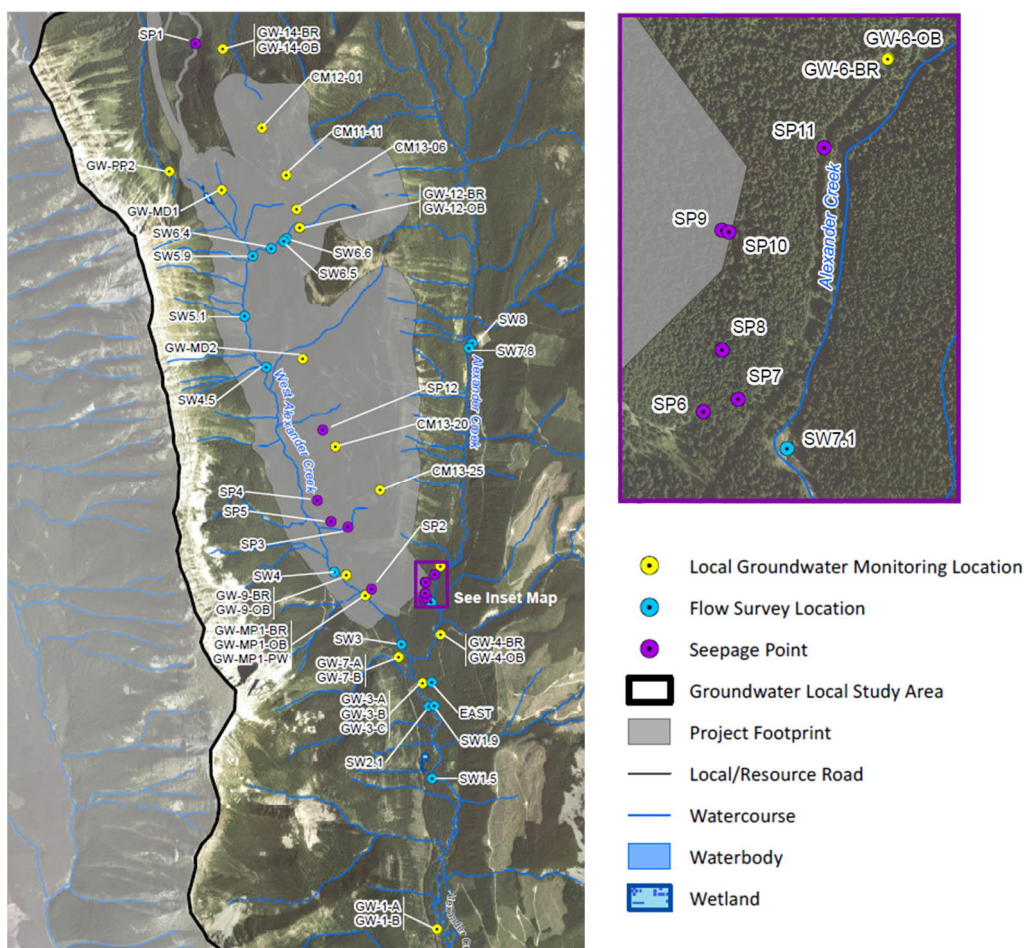 SP1
GW-14-BR
GW-14-OB
CM12-01
CM11-11
CM13-06
GW-PP2
GW-12-BR
GW-12-OB
GW-MD1
SW6.4
SW6.6
SW5.9
SW6.5
SW5.1
SW8
GW-MD2
SW7.8
SW4.5
West Alexander Creek
Alexander Creek
SP12
CM13-20
CM13-25
SP4
SP5
SP2
SP3
SW4
See Inset Map
GW-9-BR
GW-9-OB
GW-MP1-BR
GW-MP1-OB
GW-MP1-PW
SW3
GW-4-BR
GW-4-OB
GW-7-A
GW-7-B
GW-3-A
GW-3-B
GW-3-C
EAST
SW1.9
SW2.1
SW1.5
GW-1-A
GW-1-B
GW-6-OB
GW-6-BR
SP11
Alexander Creek
SP9
SP10
SP8
SP7
SP6
SW7.1
Local Groundwater Monitoring Location
Flow Survey Location
Seepage Point
Groundwater Local Study Area
Project Footprint
Local/Resource Road
Watercourse
Waterbody
Wetland